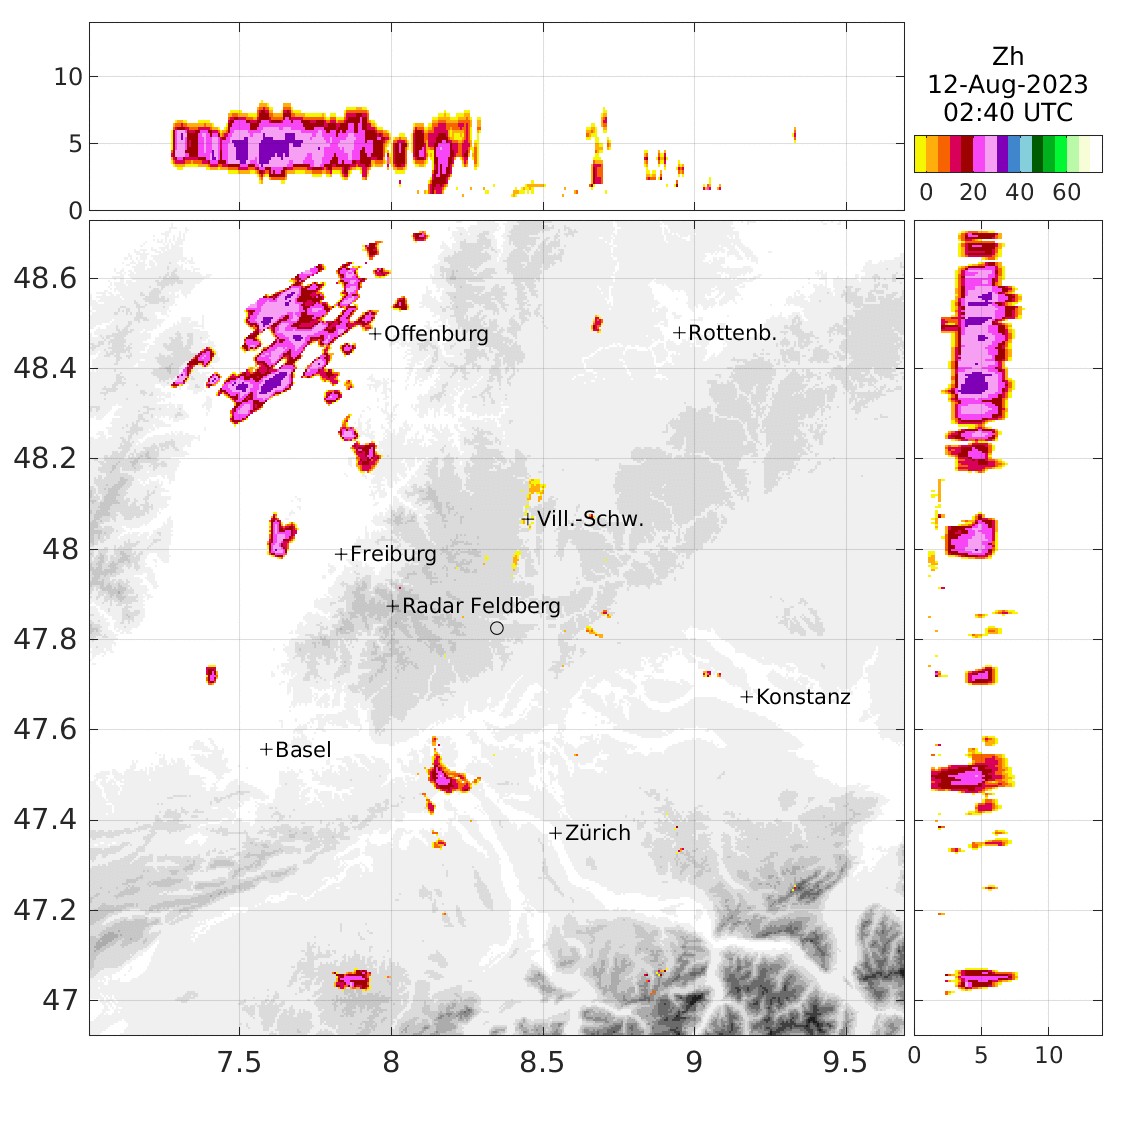 10
5
0
Zh
12-Aug-2023
02:40 UTC
0 20 40 60
48.6
48.4
48.2
48
47.8
47.6
47.4
47.2
47
+Offenburg
+Rottenb.
+Vill.-Schw.
+Freiburg
+Radar Feldberg
+Konstanz
+Basel
+Zürich
7.5 8 8.5 9 9.5
0 5 10